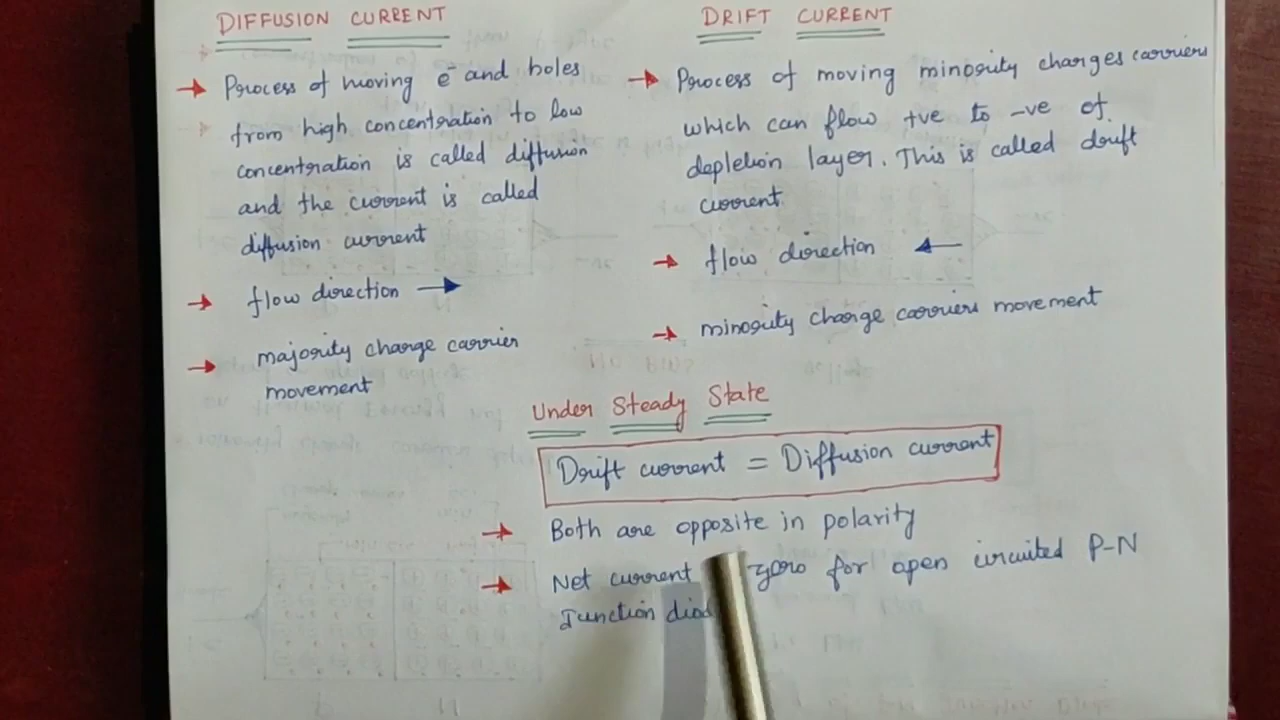 DIFFUSION CURRENT
→ Process of moving e⁻ and holes
from high concentration to low
concentration is called diffusion
and the current is called
diffusion current
→ flow direction →
→ majority charge carrier
movement
DRIFT CURRENT
→ Process of moving minority charges carriers
which can flow +ve to -ve of
depletion layer. This is called drift
current.
→ flow direction ←
→ minority charge carriers movement
Under Steady State
Drift current = Diffusion current
→ Both are opposite in polarity
→ Net current zero for open circuited P-N
Junction